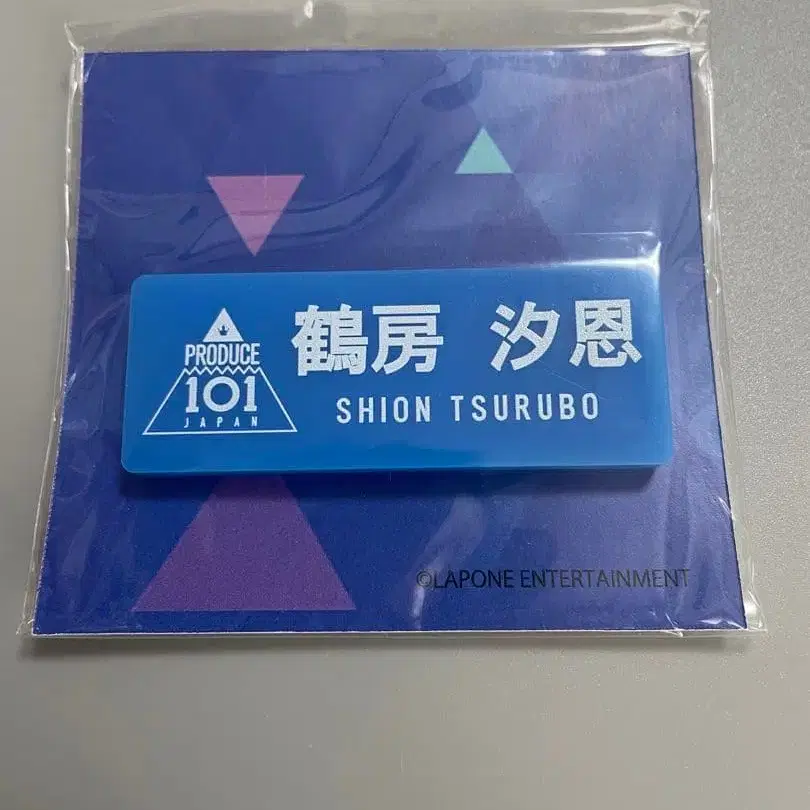 PRODUCE
101
JAPAN
鶴房 汐恩
SHION TSURUBO
©LAPONE ENTERTAINMENT